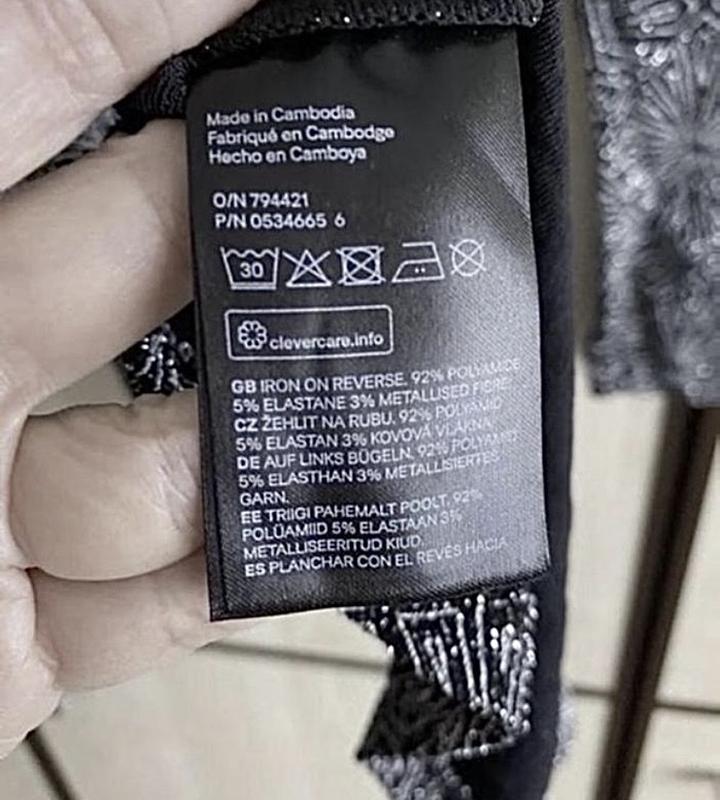 Made in Cambodia
Fabriqué en Cambodge
Hecho en Camboya
O/N 794421
P/N 0534665 6
30
clevercare.info
GB IRON ON REVERSE. 92% POLYAMIDE
5% ELASTANE 3% METALLISED FIBRE
CZ ŽEHLIT NA RUBU. 92% POLYAMID
5% ELASTAN 3% KOVOVÁ VLÁKNA
DE AUF LINKS BÜGELN. 92% POLYAMID
5% ELASTHAN 3% METALLISIERTES
GARN.
EE TRIIGI PAHEMALT POOLT. 92%
POLÜAMIID 5% ELASTAAN 3%
METALLISEERITUD KIUD.
ES PLANCHAR CON EL REVÉS HACIA